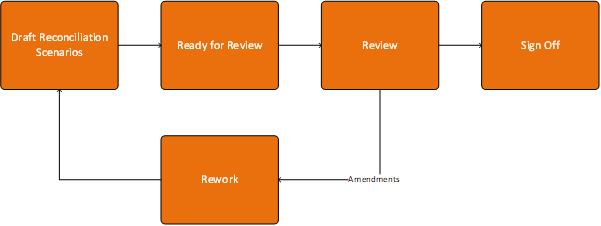 Draft Reconciliation
Scenarios
Ready for Review
Review
Sign Off
Rework
Amendments